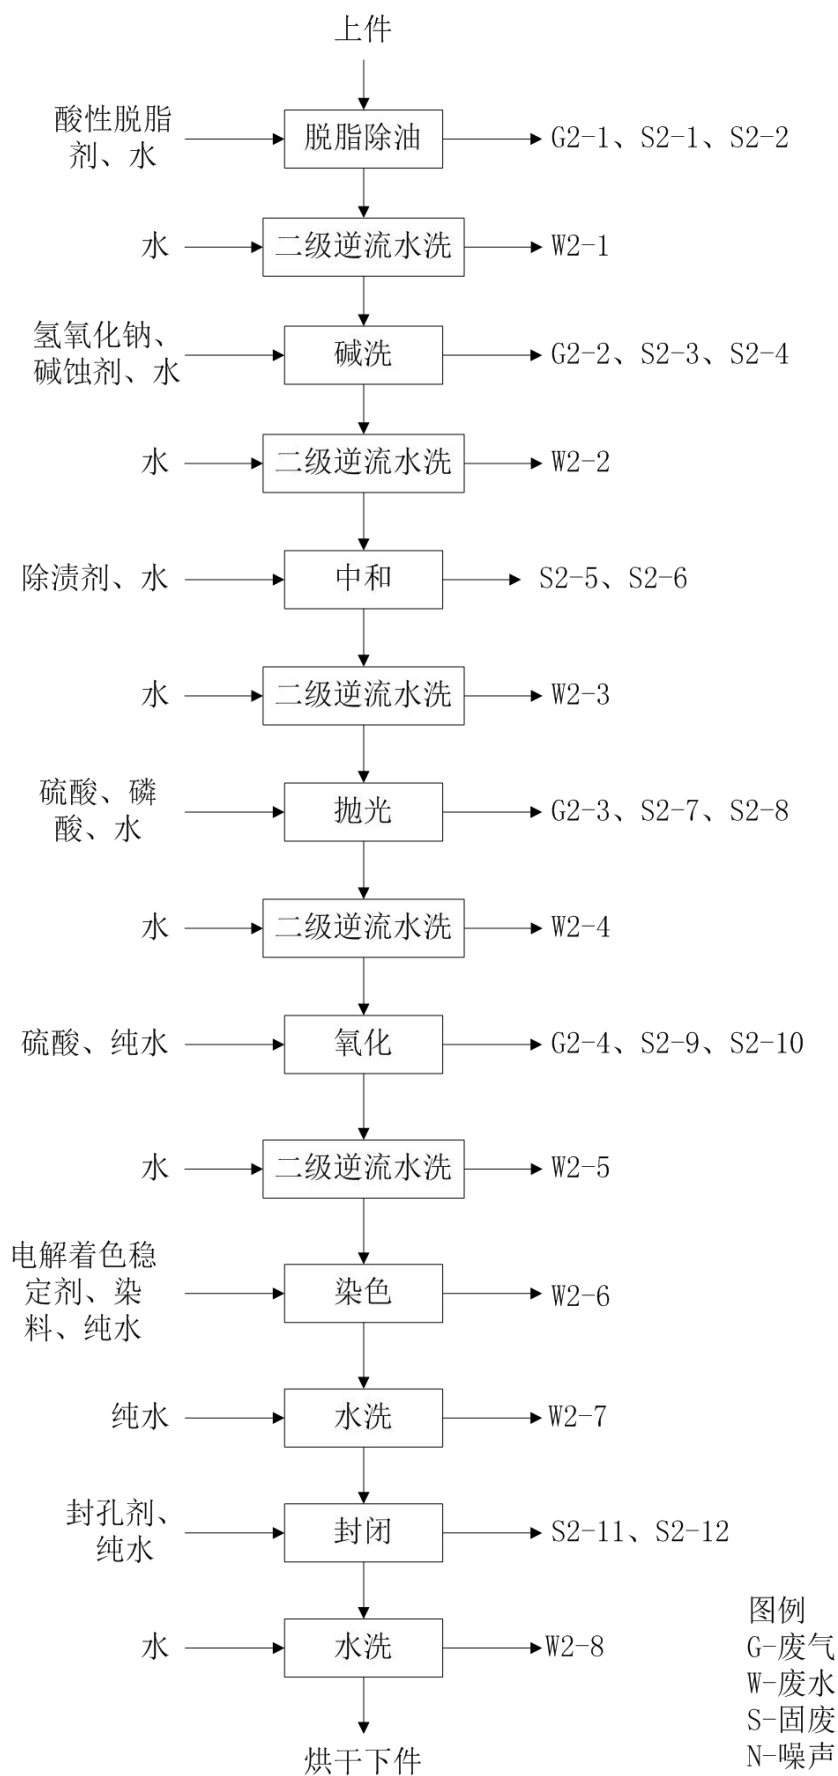 上件
酸性脱脂
剂、水
脱脂除油
G2-1、S2-1、S2-2
水
二级逆流水洗
W2-1
氢氧化钠、
碱蚀剂、水
碱洗
G2-2、S2-3、S2-4
水
二级逆流水洗
W2-2
除渍剂、水
中和
S2-5、S2-6
水
二级逆流水洗
W2-3
硫酸、磷
酸、水
抛光
G2-3、S2-7、S2-8
水
二级逆流水洗
W2-4
硫酸、纯水
氧化
G2-4、S2-9、S2-10
水
二级逆流水洗
W2-5
电解着色稳
定剂、染
料、纯水
染色
W2-6
纯水
水洗
W2-7
封孔剂、
纯水
封闭
S2-11、S2-12
水
水洗
W2-8
烘干下件
图例
G-废气
W-废水
S-固废
N-噪声